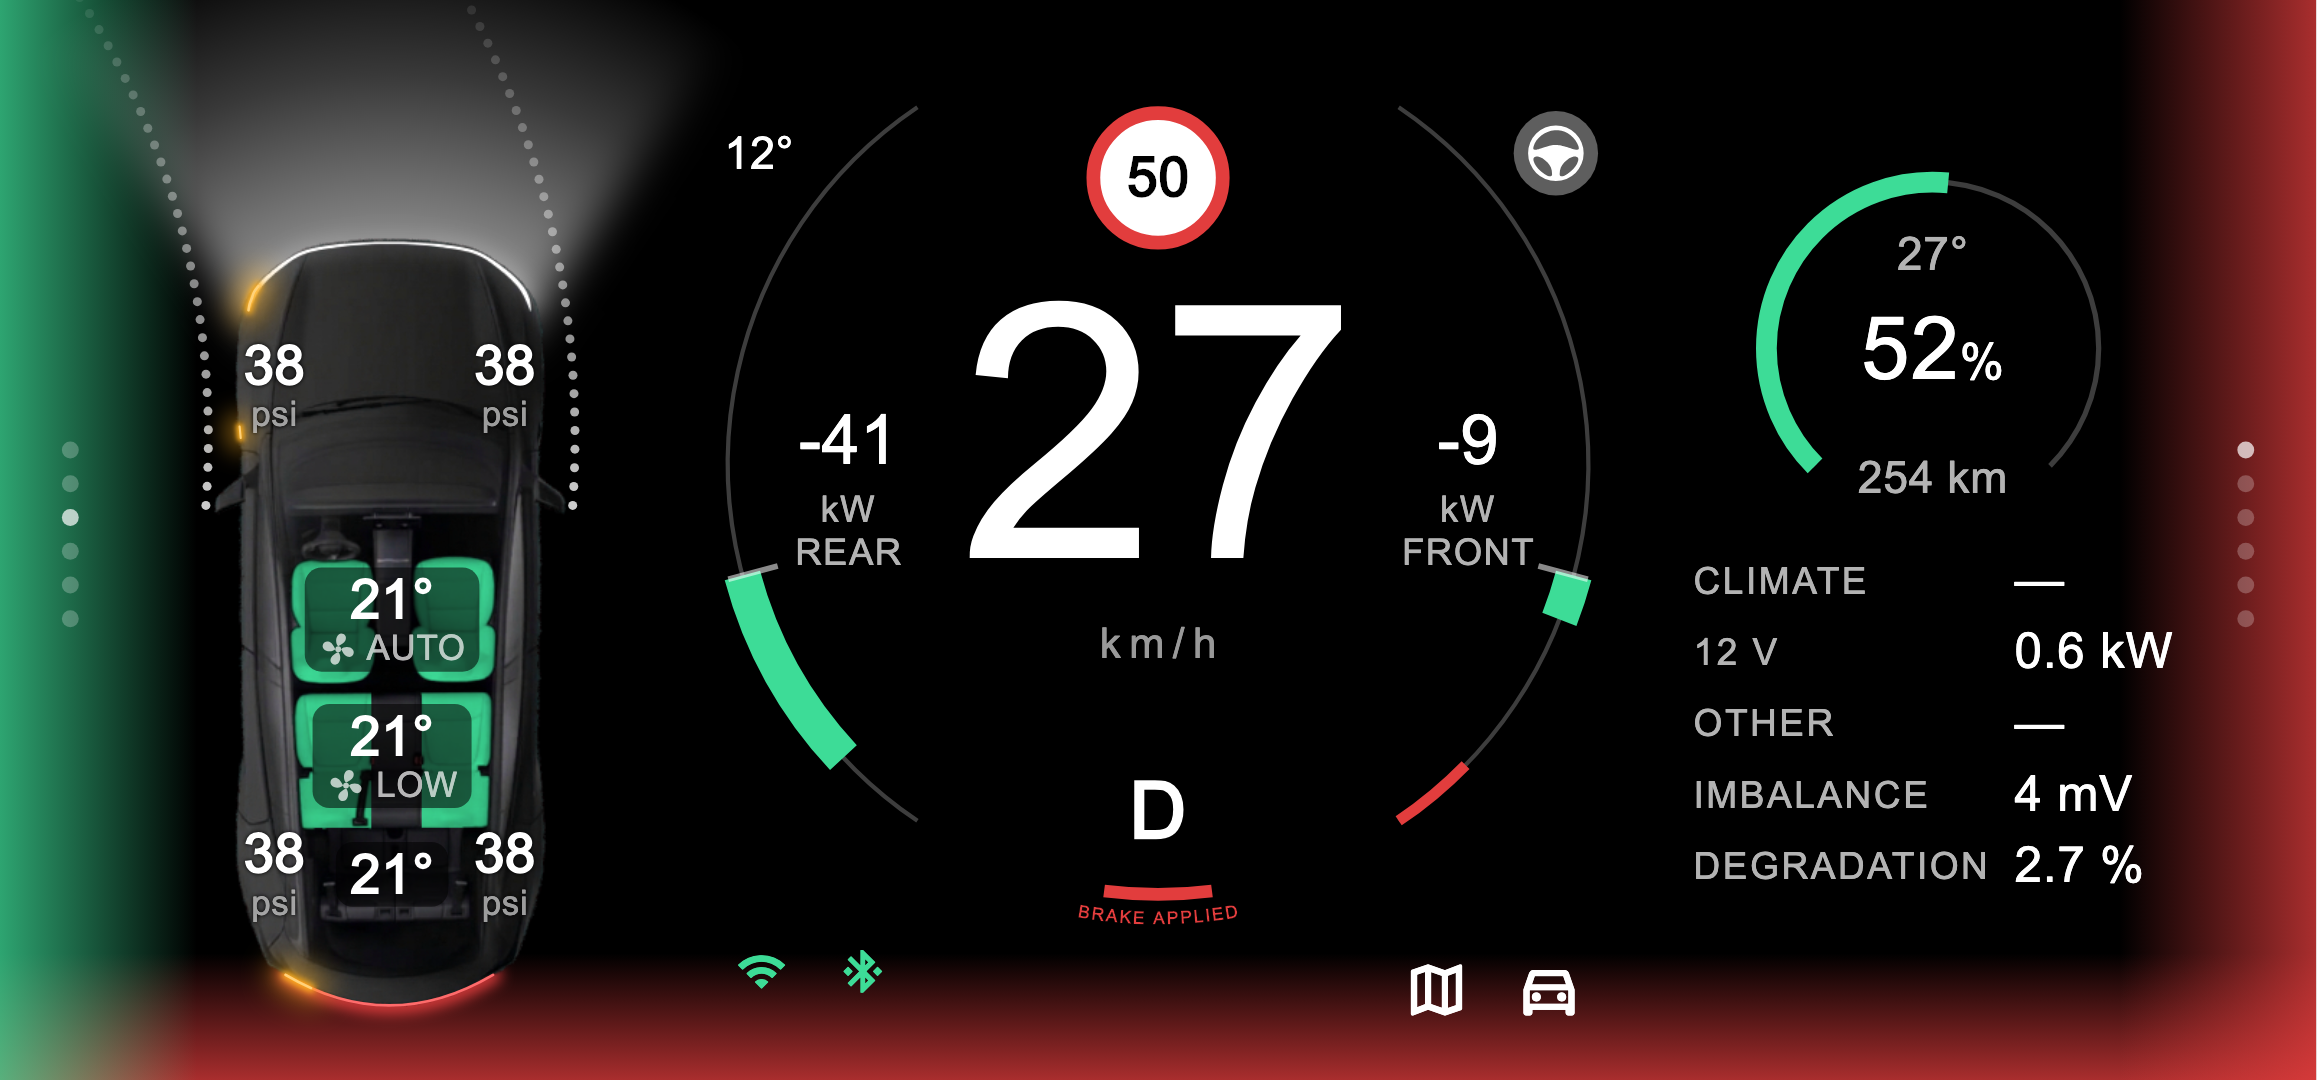 12°
50
27°
52%
254 km
38 psi
38 psi
-41
kW
REAR
27
km/h
-9
kW
FRONT
21°
AUTO
21°
LOW
38 psi
21°
38 psi
D
BRAKE APPLIED
CLIMATE —
12 V 0.6 kW
OTHER —
IMBALANCE 4 mV
DEGRADATION 2.7 %